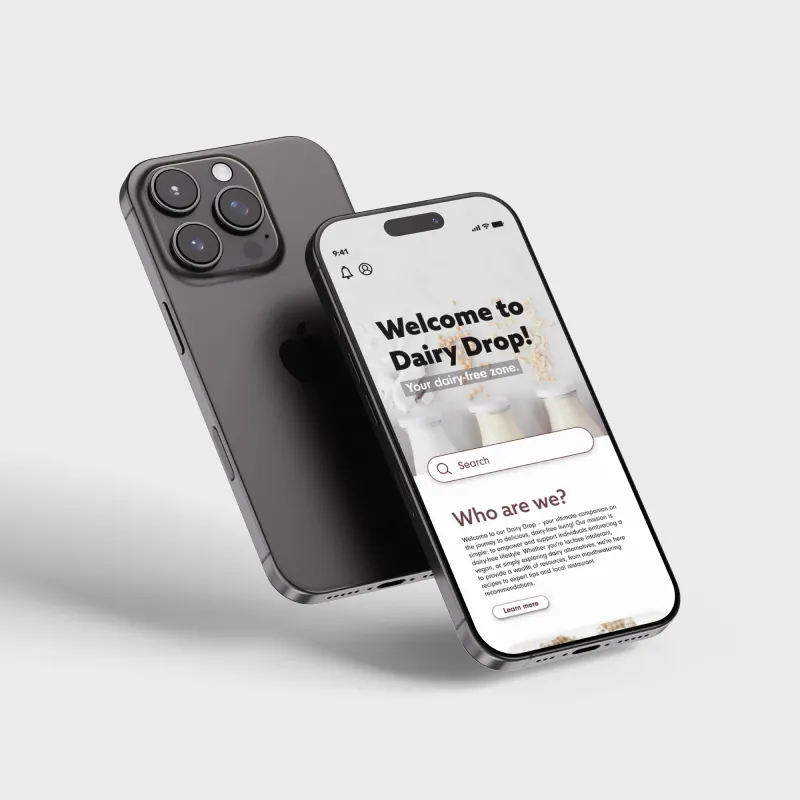 9:41
Welcome to
Dairy Drop!
Your dairy-free zone.
Search
Who are we?
Welcome to our Dairy Drop - your ultimate companion on
the journey to delicious, dairy-free living! Our mission is
simple: to empower and support individuals embracing a
dairy-free lifestyle. Whether you're lactose intolerant,
vegan, or simply exploring dairy alternatives, we're here
to provide a wealth of resources, from mouthwatering
recipes to expert tips and local restaurant
recommendations.
Learn more